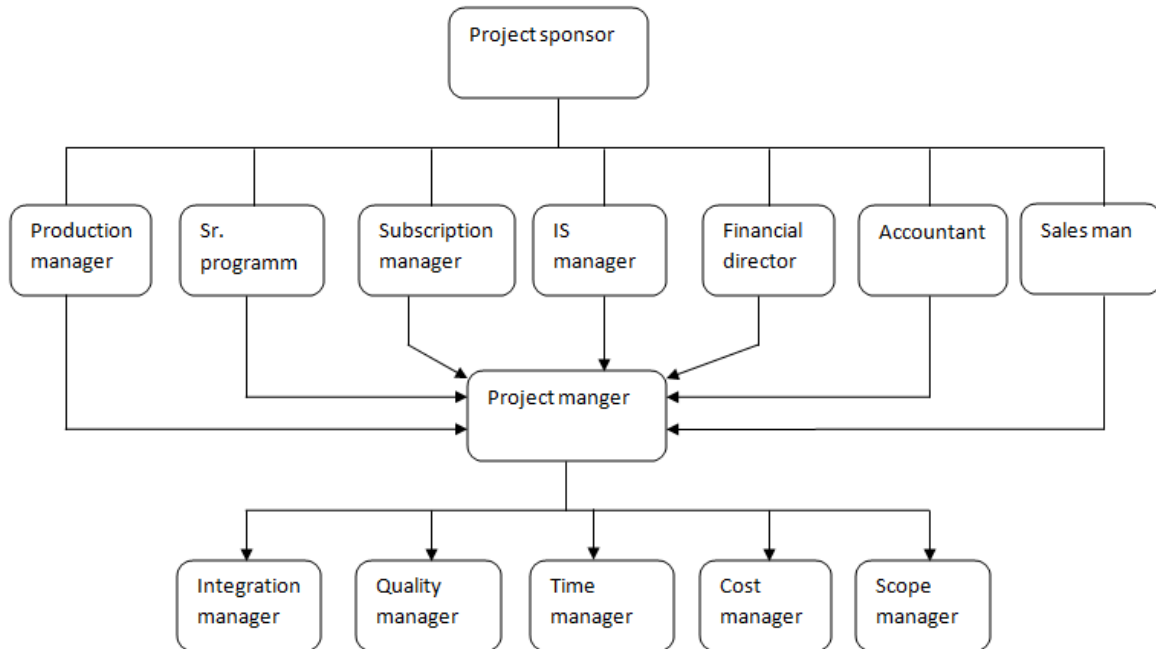 Project sponsor
Production
manager
Sr.
programm
Subscription
manager
IS
manager
Financial
director
Accountant
Sales man
Project manger
Integration
manager
Quality
manager
Time
manager
Cost
manager
Scope
manager